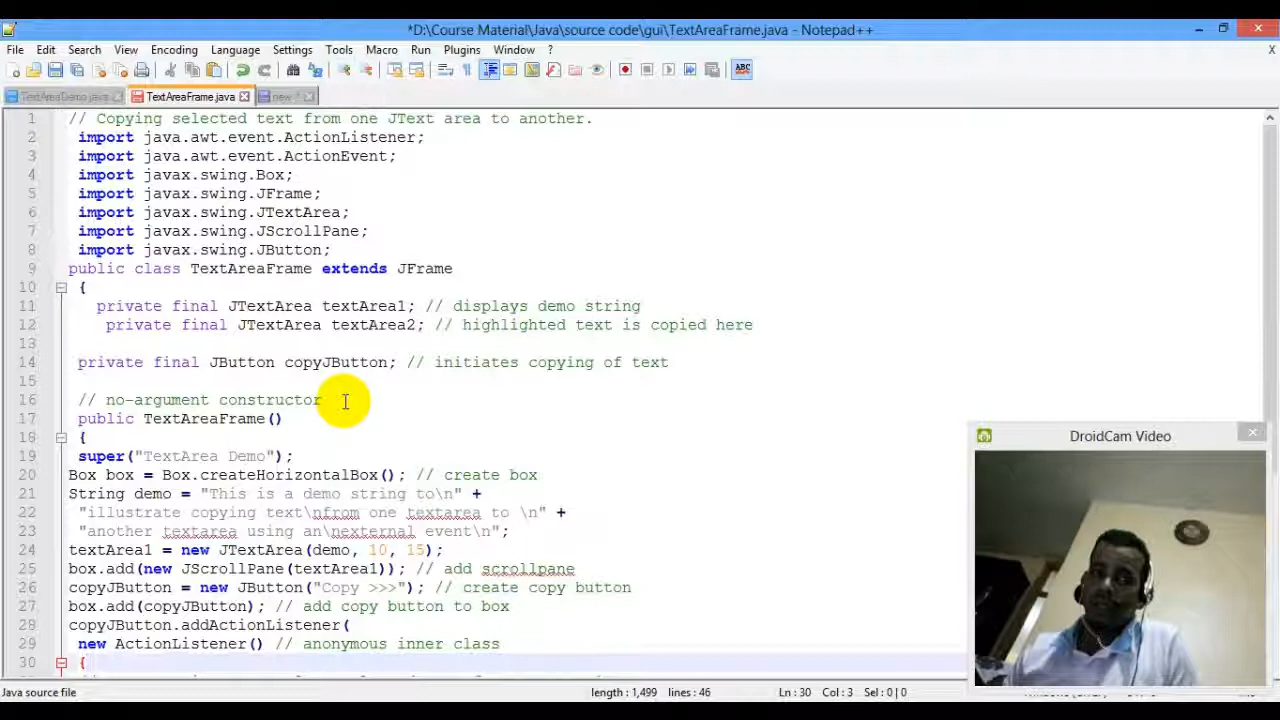 *D:\Course Material\Java\source code\gui\TextAreaFrame.java - Notepad++
File Edit Search View Encoding Language Settings Tools Macro Run Plugins Window ? X
TextAreaDemo.java TextAreaFrame.java new
1 // Copying selected text from one JText area to another.
2 import java.awt.event.ActionListener;
3 import java.awt.event.ActionEvent;
4 import javax.swing.Box;
5 import javax.swing.JFrame;
6 import javax.swing.JTextArea;
7 import javax.swing.JScrollPane;
8 import javax.swing.JButton;
9 public class TextAreaFrame extends JFrame
10 {
11 private final JTextArea textArea1; // displays demo string
12 private final JTextArea textArea2; // highlighted text is copied here
13
14 private final JButton copyJButton; // initiates copying of text
15
16 // no-argument constructor
17 public TextAreaFrame()
18 {
19 super("TextArea Demo");
20 Box box = Box.createHorizontalBox(); // create box
21 String demo = "This is a demo string to\n" +
22 "illustrate copying text\nfrom one textarea to \n" +
23 "another textarea using an\nexternal event\n";
24 textArea1 = new JTextArea(demo, 10, 15);
25 box.add(new JScrollPane(textArea1)); // add scrollpane
26 copyJButton = new JButton("Copy >>>"); // create copy button
27 box.add(copyJButton); // add copy button to box
28 copyJButton.addActionListener(
29 new ActionListener() // anonymous inner class
30 {
DroidCam Video
Java source file length : 1,499 lines : 46 Ln : 30 Col : 3 Sel : 0 | 0